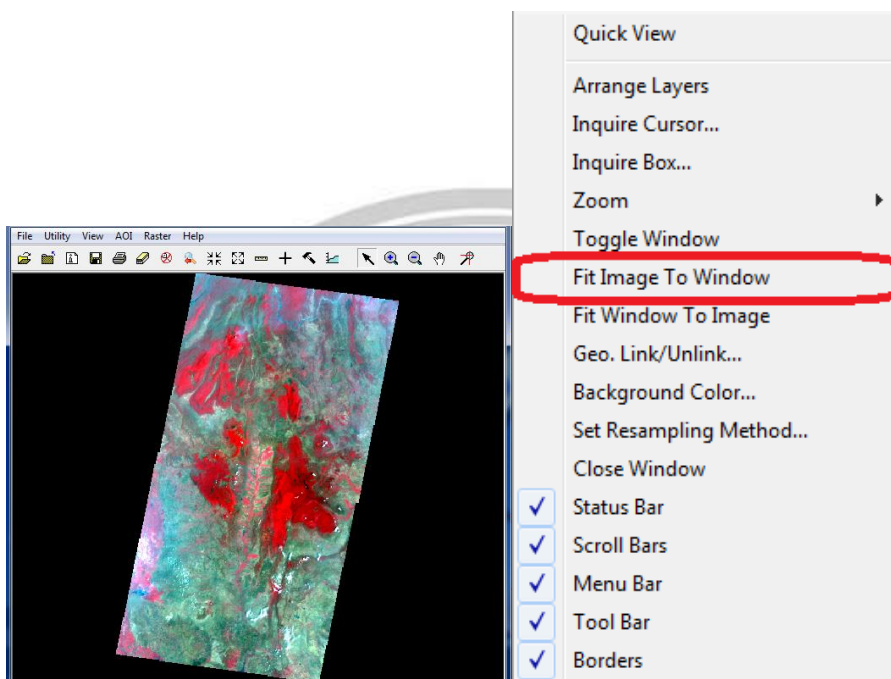 File Utility View AOI Raster Help
Quick View
Arrange Layers
Inquire Cursor...
Inquire Box...
Zoom
Toggle Window
Fit Image To Window
Fit Window To Image
Geo. Link/Unlink...
Background Color...
Set Resampling Method...
Close Window
Status Bar
Scroll Bars
Menu Bar
Tool Bar
Borders